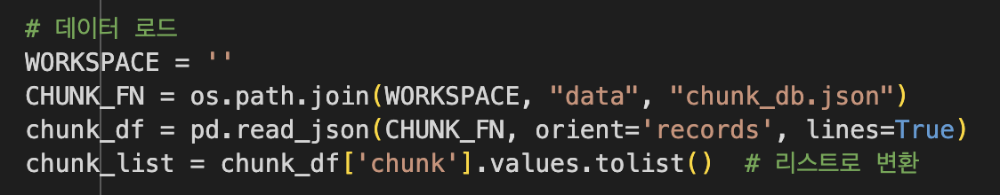 # 데이터 로드
WORKSPACE = ''
CHUNK_FN = os.path.join(WORKSPACE, "data", "chunk_db.json")
chunk_df = pd.read_json(CHUNK_FN, orient='records', lines=True)
chunk_list = chunk_df['chunk'].values.tolist()  # 리스트로 변환